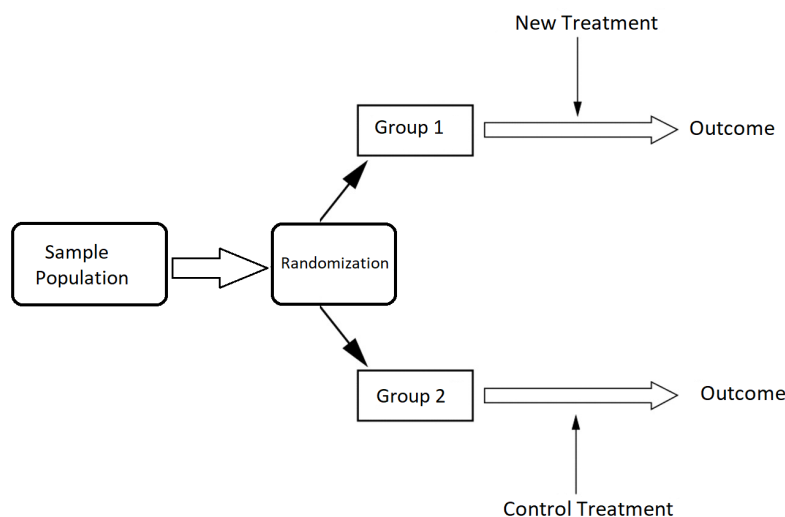 New Treatment
Group 1
Outcome
Sample
Population
Randomization
Group 2
Outcome
Control Treatment